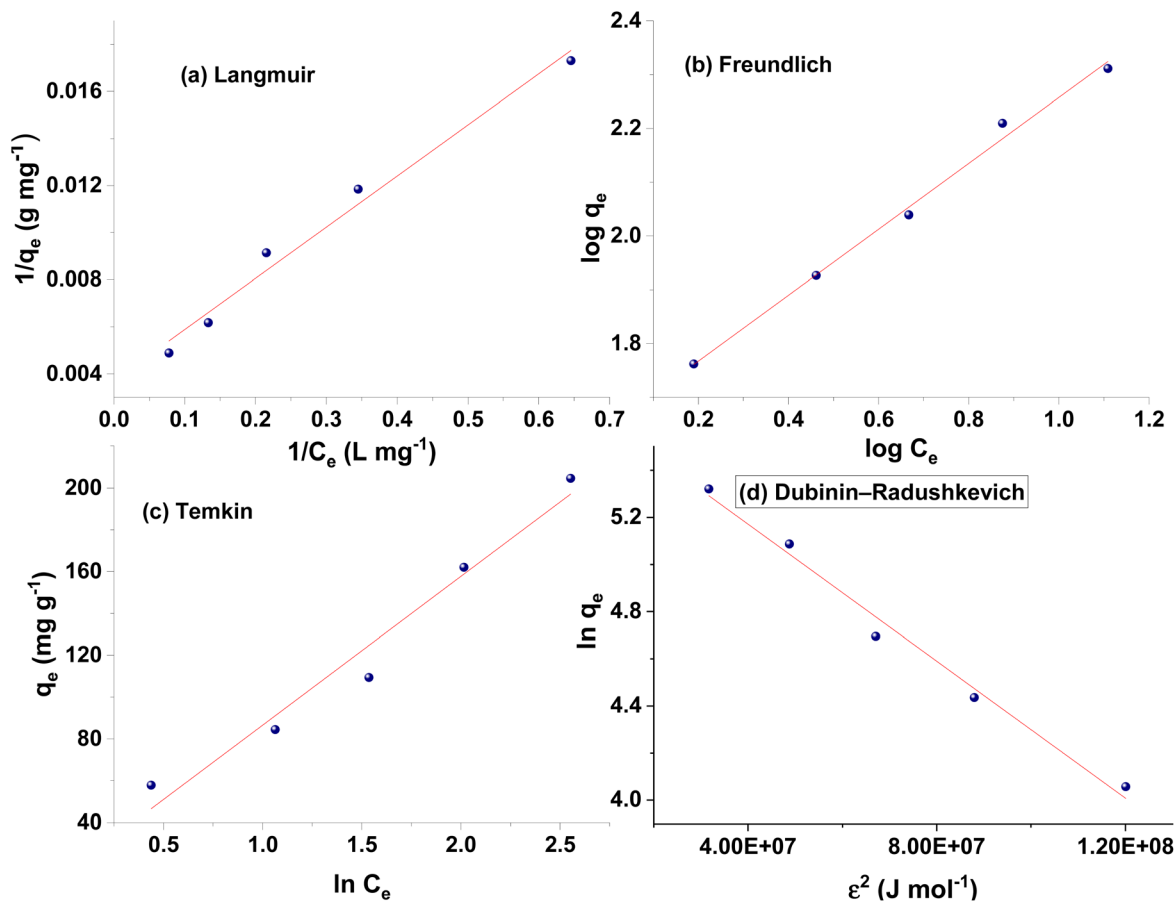 (a) Langmuir
0.016
0.012
0.008
0.004
1/qe (g mg-1)
0.0 0.1 0.2 0.3 0.4 0.5 0.6 0.7
1/Ce (L mg-1)
(b) Freundlich
2.4
2.2
2.0
1.8
log qe
0.2 0.4 0.6 0.8 1.0 1.2
log Ce
(c) Temkin
200
160
120
80
40
qe (mg g-1)
0.5 1.0 1.5 2.0 2.5
ln Ce
(d) Dubinin–Radushkevich
5.2
4.8
4.4
4.0
ln qe
4.00E+07 8.00E+07 1.20E+08
ε2 (J mol-1)